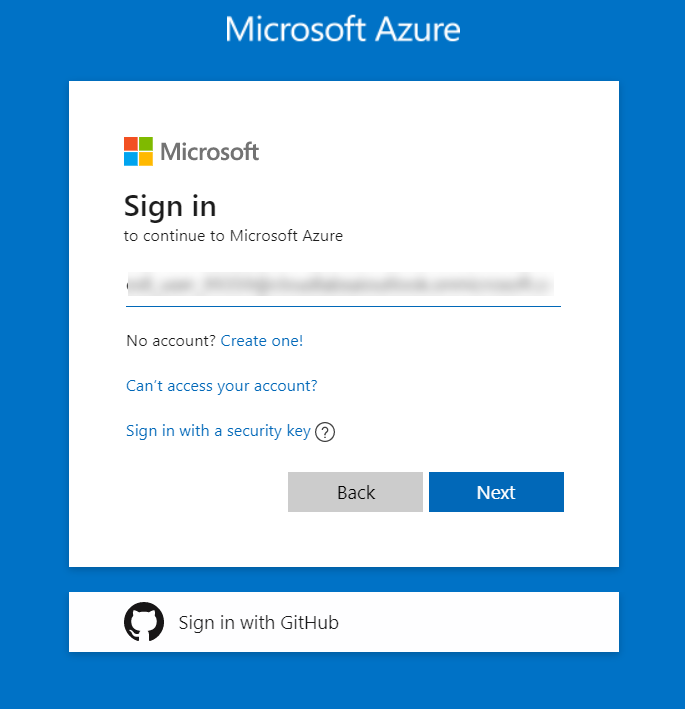 Microsoft Azure
Microsoft
Sign in
to continue to Microsoft Azure
No account? Create one!
Can't access your account?
Sign in with a security key ?
Back
Next
Sign in with GitHub